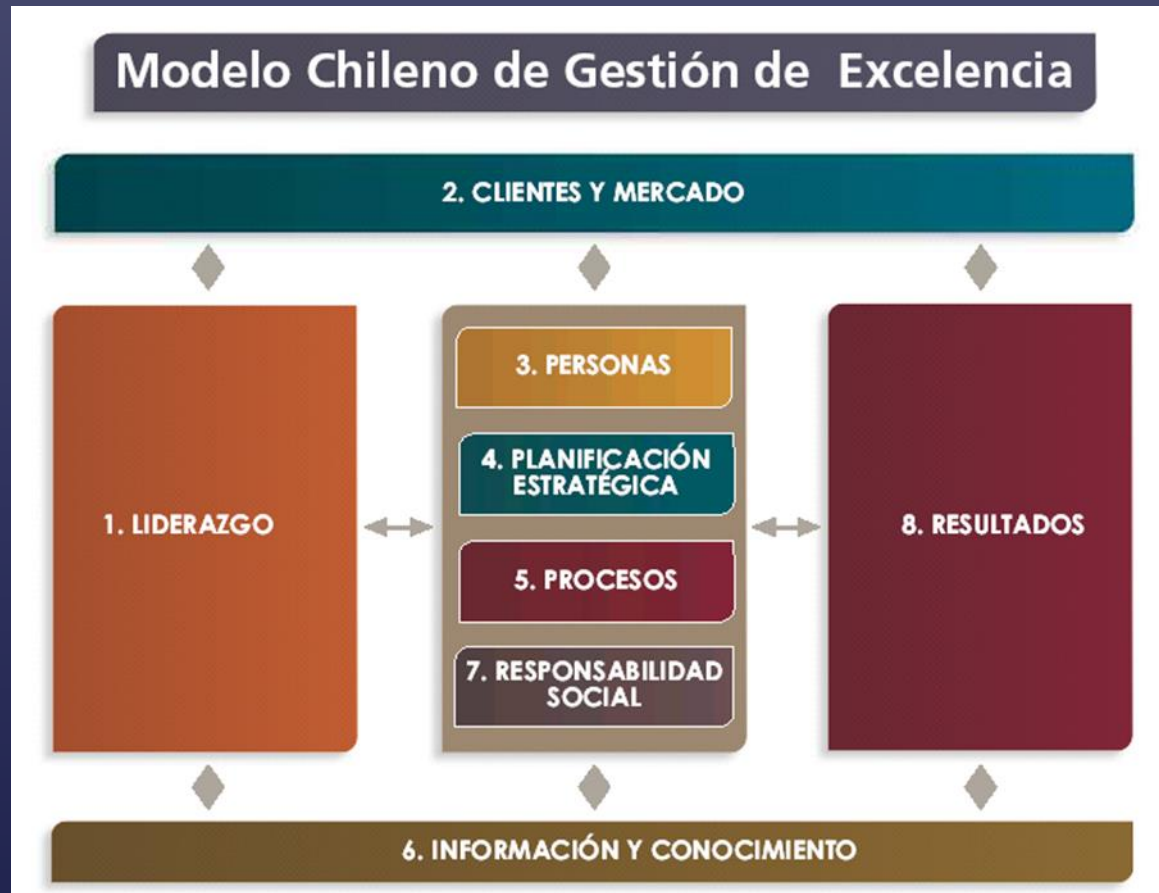 Modelo Chileno de Gestión de Excelencia
2. CLIENTES Y MERCADO
1. LIDERAZGO
3. PERSONAS
4. PLANIFICACIÓN
ESTRATÉGICA
5. PROCESOS
7. RESPONSABILIDAD
SOCIAL
8. RESULTADOS
6. INFORMACIÓN Y CONOCIMIENTO